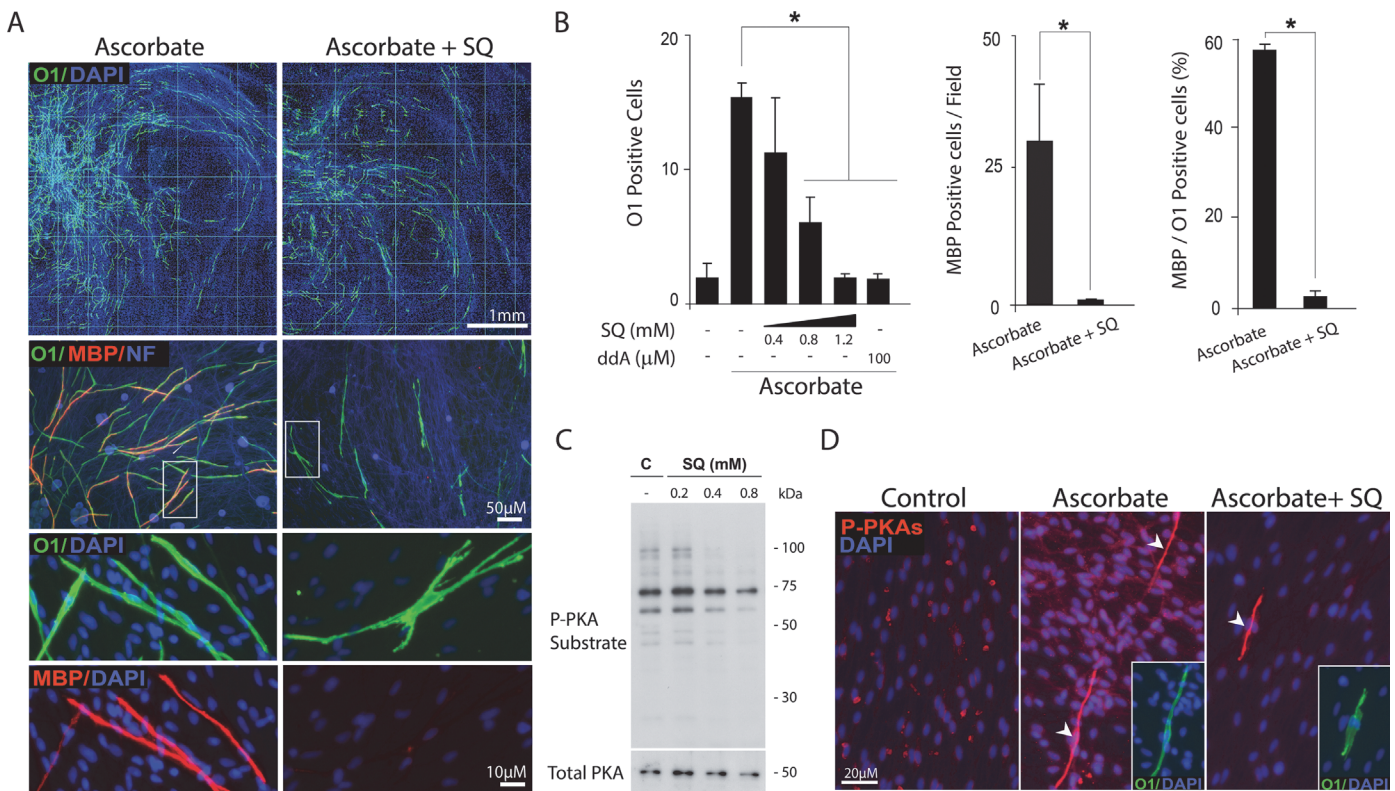 A
Ascorbate
Ascorbate + SQ
O1/DAPI
1mm
O1/MBP/NF
50µM
O1/DAPI
MBP/DAPI
10µM
B
O1 Positive Cells
20
10
0
*
SQ (mM)
- - 0.4 0.8 1.2 -
ddA (µM)
- - - - - 100
Ascorbate
MBP Positive cells / Field
50
25
0
*
Ascorbate
Ascorbate + SQ
MBP / O1 Positive cells (%)
60
60
20
0
*
Ascorbate
Ascorbate + SQ
C
C SQ (mM)
- 0.2 0.4 0.8 kDa
- 100
- 75
- 50
- 30
P-PKA
Substrate
Total PKA
- 50
D
Control
Ascorbate
Ascorbate+ SQ
P-PKAs
DAPI
20µM
O1/DAPI
O1/DAPI